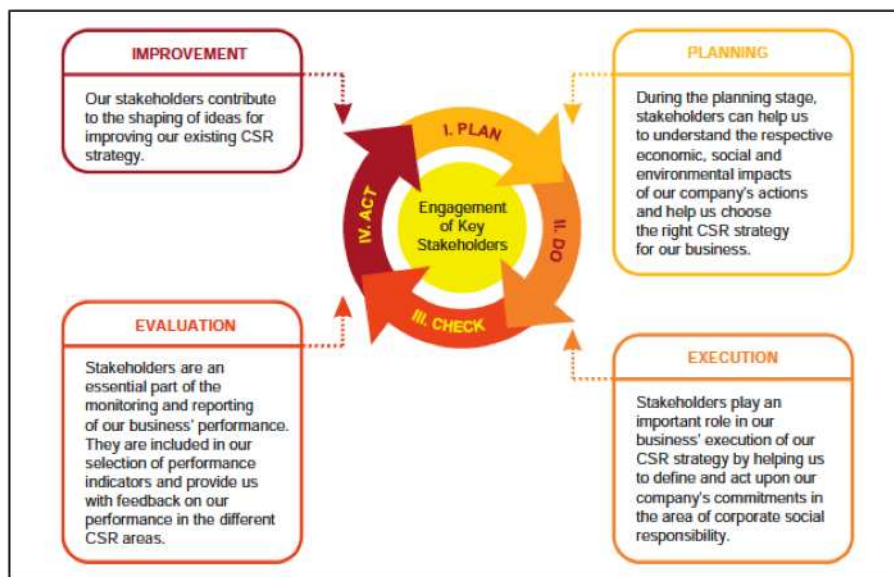 IMPROVEMENT
Our stakeholders contribute
to the shaping of ideas for
improving our existing CSR
strategy.
PLANNING
During the planning stage,
stakeholders can help us
to understand the respective
economic, social and
environmental impacts
of our company's actions
and help us choose
the right CSR strategy
for our business.
I. PLAN
II. DO
III. CHECK
IV. ACT
Engagement
of Key
Stakeholders
EVALUATION
Stakeholders are an
essential part of the
monitoring and reporting
of our business' performance.
They are included in our
selection of performance
indicators and provide us
with feedback on our
performance in the different
CSR areas.
EXECUTION
Stakeholders play an
important role in our
business' execution of our
CSR strategy by helping us
to define and act upon our
company's commitments in
the area of corporate social
responsibility.